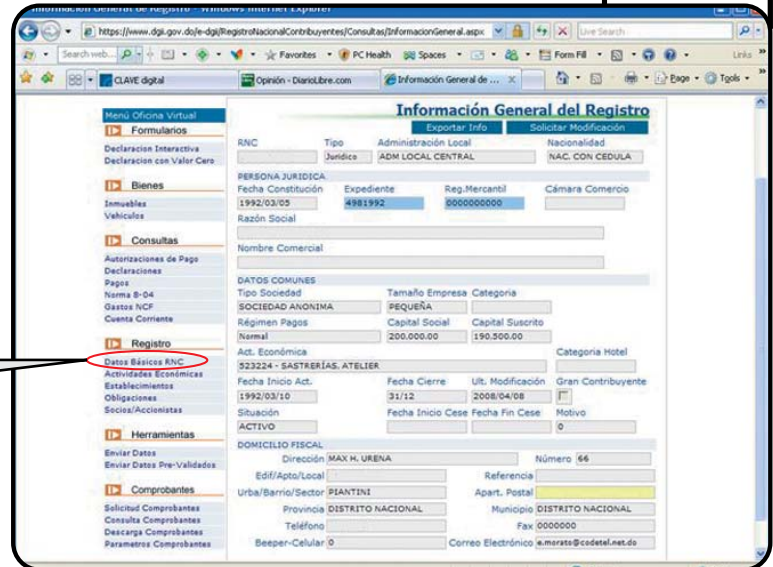 Información General de Registro - Windows Internet Explorer
https://www.dgi.gov.do/e-dgi/RegistroNacionalContribuyentes/Consultas/InformacionGeneral.aspx
Live Search
Search web...
Favorites
PC Health
Spaces
Form Fill
Links
CLAVE digital
Opinión - DiarioLibre.com
Información General de ...
Page
Tools
Menú Oficina Virtual
Formularios
Declaracion Interactiva
Declaracion con Valor Cero
Bienes
Inmuebles
Vahiculos
Consultas
Autorizaciones de Pago
Declaraciones
Pagos
Norma 8-04
Gastos NCF
Cuenta Corriente
Registro
Datos Básicos RNC
Actividades Económicas
Establecimientos
Obligaciones
Socios/Accionistas
Herramientas
Enviar Datos
Enviar Datos Pre-Validados
Comprobantes
Solicitud Comprobantes
Consulta Comprobantes
Descarga Comprobantes
Parametros Comprobantes
Información General del Registro
Exportar Info Solicitar Modificación
RNC Tipo Administración Local Nacionalidad
Jurídico ADM LOCAL CENTRAL NAC. CON CEDULA
PERSONA JURIDICA
Fecha Constitución Expediente Reg.Mercantil Cámara Comercio
1992/03/05 4981992 0000000000
Razón Social
Nombre Comercial
DATOS COMUNES
Tipo Sociedad Tamaño Empresa Categoria
SOCIEDAD ANONIMA PEQUEÑA
Régimen Pagos Capital Social Capital Suscrito
Normal 200.000.00 190.500.00
Act. Económica Categoria Hotel
523224 - SASTRERÍAS. ATELIER
Fecha Inicio Act. Fecha Cierre Ult. Modificación Gran Contribuyente
1992/03/10 31/12 2008/04/08
Situación Fecha Inicio Cese Fecha Fin Cese Motivo
ACTIVO 0
DOMICILIO FISCAL
Dirección MAX H. URENA Número 66
Edif/Apto/Local Referencia
Urba/Barrio/Sector PIANTINI Apart. Postal
Provincia DISTRITO NACIONAL Municipio DISTRITO NACIONAL
Teléfono Fax 0000000
Beeper-Celular 0 Correo Electrónico e.morato@codetel.net.do